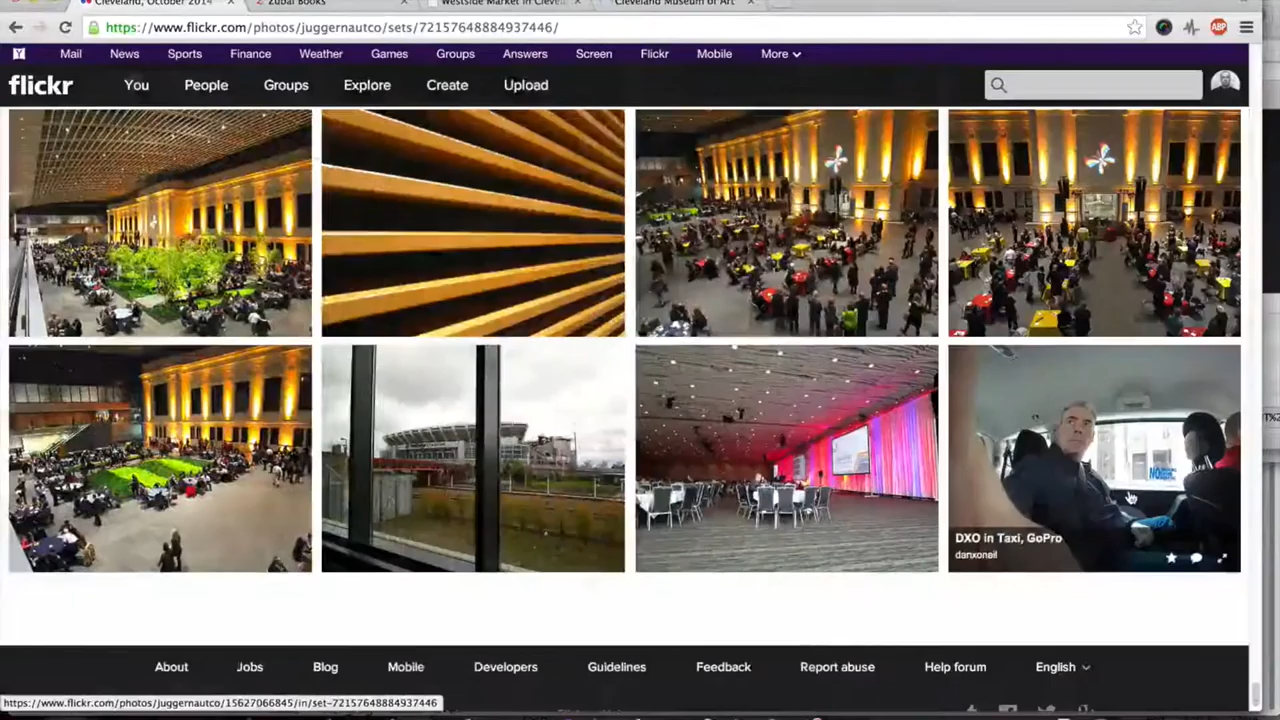 Cleveland, October 2014
Zubal Books
Westside Market in Cleve
Cleveland Museum of Art
https://www.flickr.com/photos/juggernautco/sets/72157648884937446/
Mail News Sports Finance Weather Games Groups Answers Screen Flickr Mobile More
flickr You People Groups Explore Create Upload
NO
DXO in Taxi, GoPro
danxoneil
About Jobs Blog Mobile Developers Guidelines Feedback Report abuse Help forum English
https://www.flickr.com/photos/juggernautco/15627066845/in/set-72157648884937446